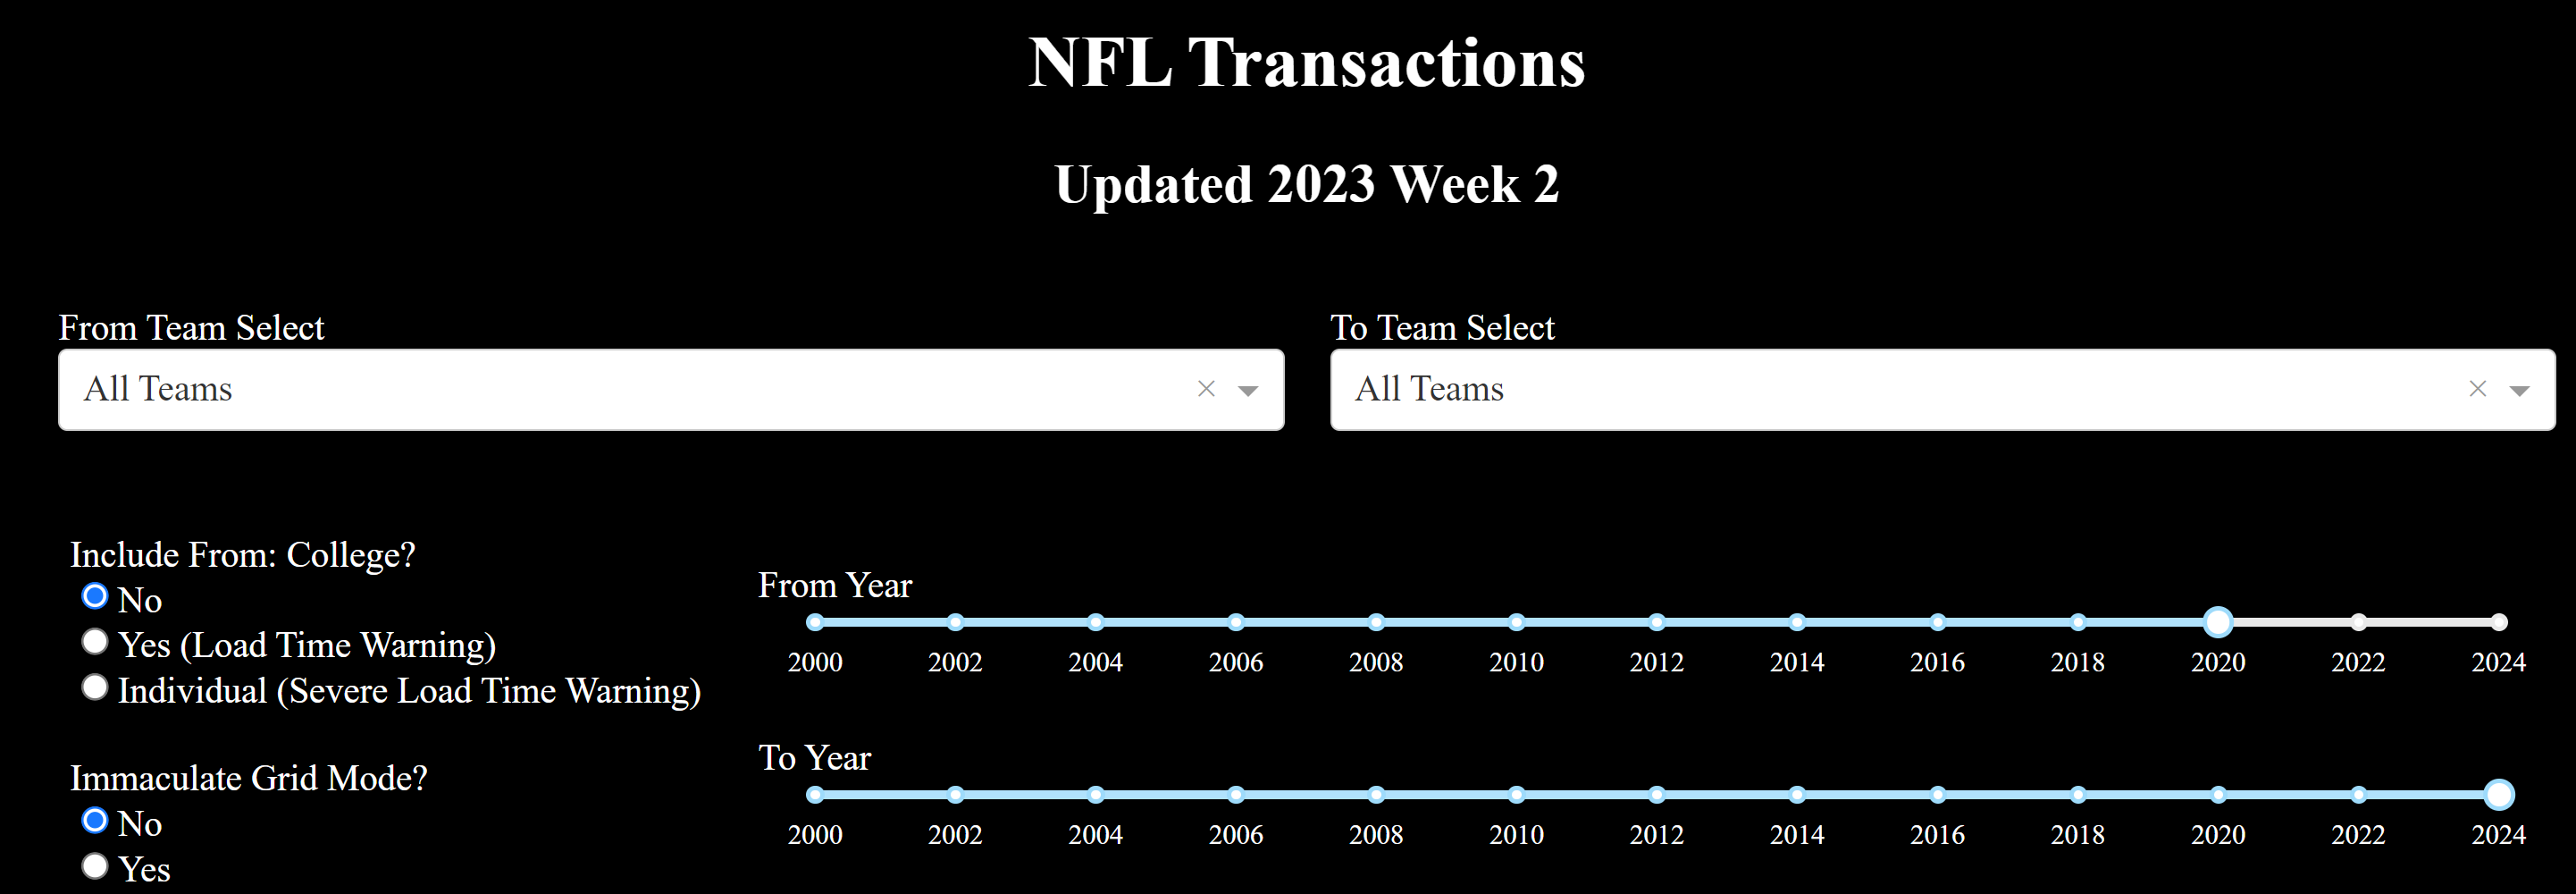 NFL Transactions
Updated 2023 Week 2
From Team Select
All Teams
To Team Select
All Teams
Include From: College?
No
Yes (Load Time Warning)
Individual (Severe Load Time Warning)
Immaculate Grid Mode?
No
Yes
From Year
2000 2002 2004 2006 2008 2010 2012 2014 2016 2018 2020 2022 2024
To Year
2000 2002 2004 2006 2008 2010 2012 2014 2016 2018 2020 2022 2024